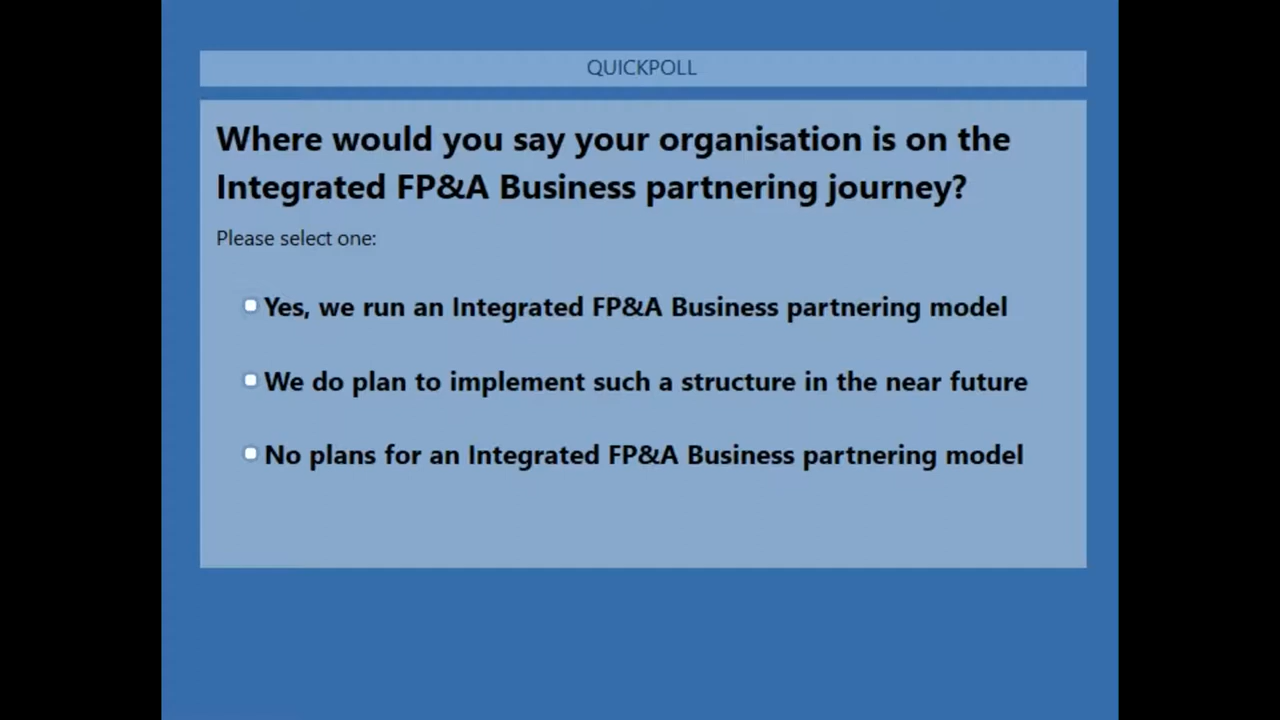 QUICKPOLL
Where would you say your organisation is on the
Integrated FP&A Business partnering journey?
Please select one:
Yes, we run an Integrated FP&A Business partnering model
We do plan to implement such a structure in the near future
No plans for an Integrated FP&A Business partnering model